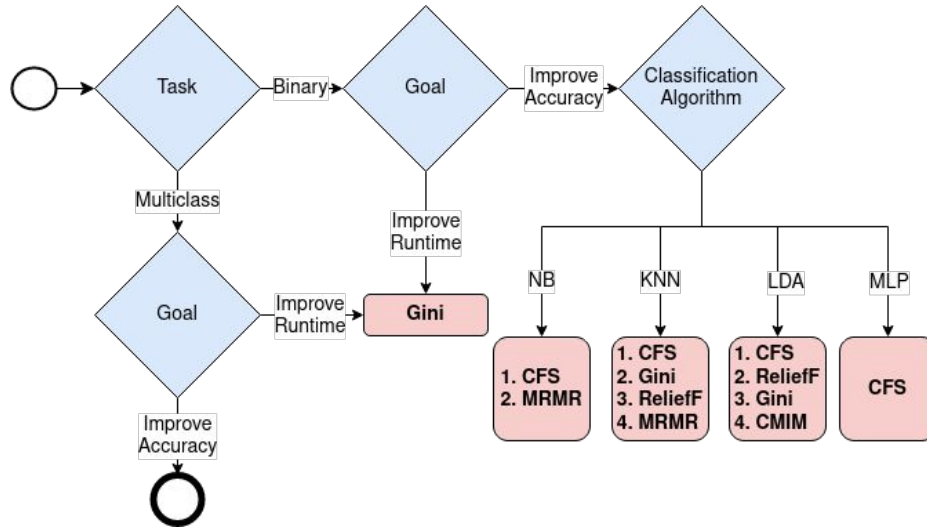 Task
Binary
Goal
Improve
Accuracy
Classification
Algorithm
Multiclass
Improve
Runtime
Goal
Improve
Runtime
Gini
NB
KNN
LDA
MLP
1. CFS
2. MRMR
1. CFS
2. Gini
3. ReliefF
4. MRMR
1. CFS
2. ReliefF
3. Gini
4. CMIM
CFS
Improve
Accuracy